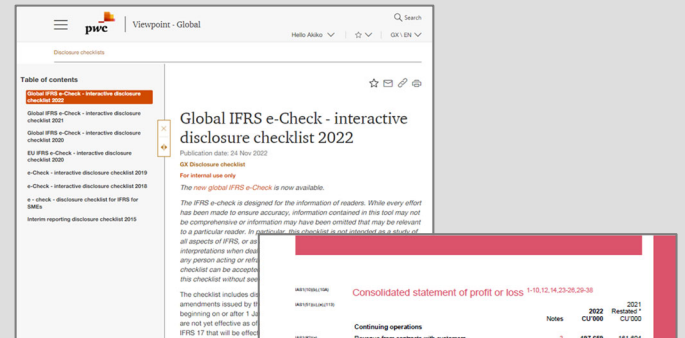 pwc
Viewpoint · Global
Search
Hello Akiko
GX \ EN
Disclosure checklists
Table of contents
Global IFRS e-Check - interactive disclosure
checklist 2022
Global IFRS e-Check - interactive disclosure
checklist 2021
Global IFRS e-Check - interactive disclosure
checklist 2020
EU IFRS e-Check - interactive disclosure
checklist 2020
e-Check - interactive disclosure checklist 2019
e-Check - interactive disclosure checklist 2018
e - check - disclosure checklist for IFRS for
SMEs
Interim reporting disclosure checklist 2015
Global IFRS e-Check - interactive
disclosure checklist 2022
Publication date: 24 Nov 2022
GX Disclosure checklist
For internal use only
The new global IFRS e-Check is now available.
The IFRS e-check is designed for the information of readers. While every effort
has been made to ensure accuracy, information contained in this tool may not
be comprehensive or information may have been omitted that may be relevant
to a particular reader. In particular, this checklist is not intended as a study of
all aspects of IFRS, or as
interpretations when deal
any person acting or refra
checklist can be accepted
this checklist without see
The checklist includes dis
amendments issued by th
beginning on or after 1 Ja
are not yet effective as of
IFRS 17 that will be effect
Consolidated statement of profit or loss 1-10,12,14,23-26,29-38
2021
2022 Restated *
Notes CU'000 CU'000
Continuing operations
Revenue from contracts with customers